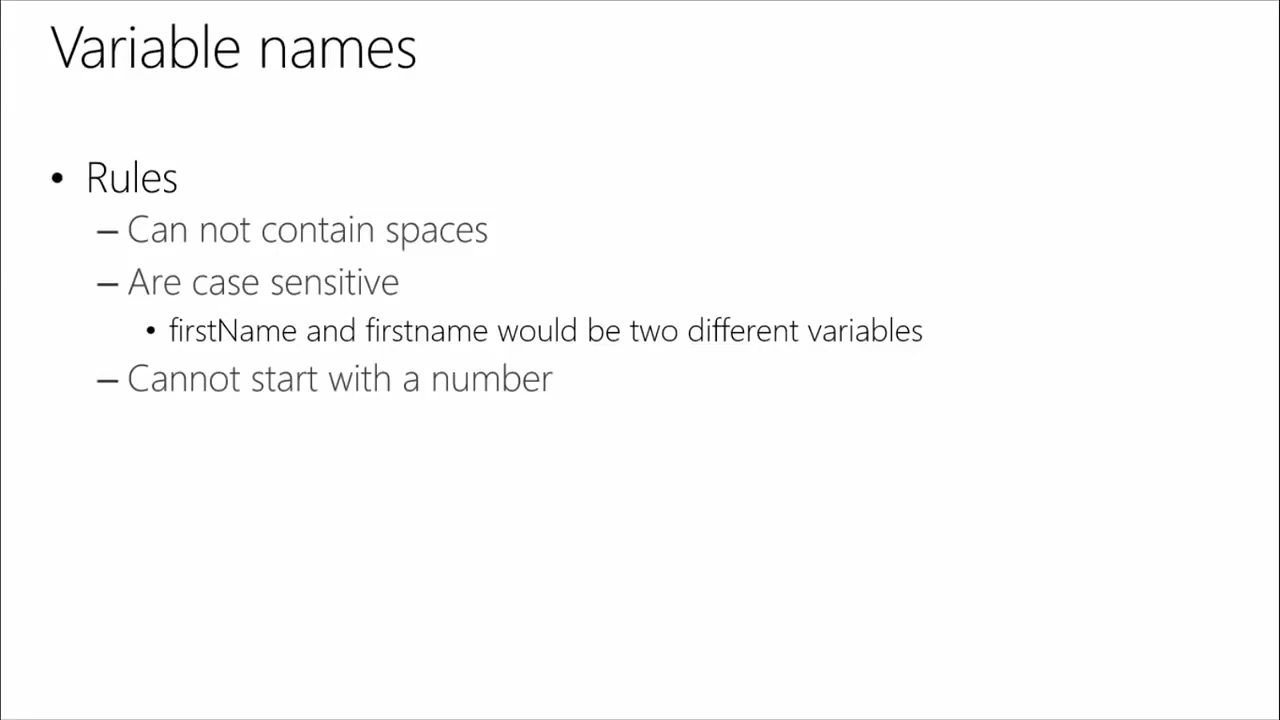 Variable names
• Rules
– Can not contain spaces
– Are case sensitive
• firstName and firstname would be two different variables
– Cannot start with a number